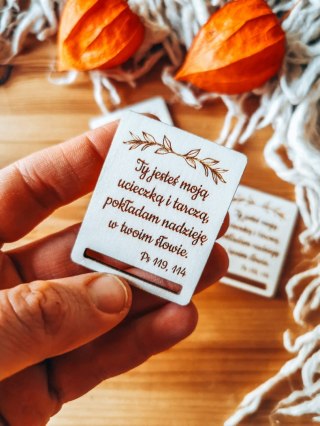 Ty jesteś moją
ucieczką i tarczą,
pokładam nadzieję
w twoim słowie.
Ps 119, 114